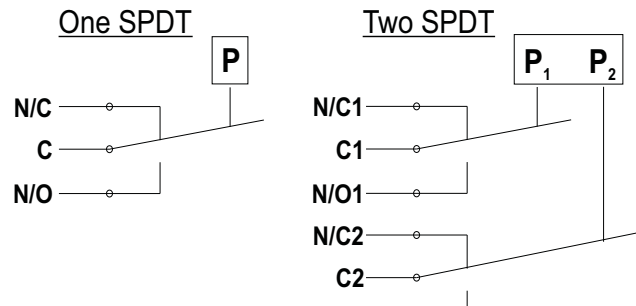 One SPDT
P
N/C
C
N/O
Two SPDT
P1 P2
N/C1
C1
N/O1
N/C2
C2